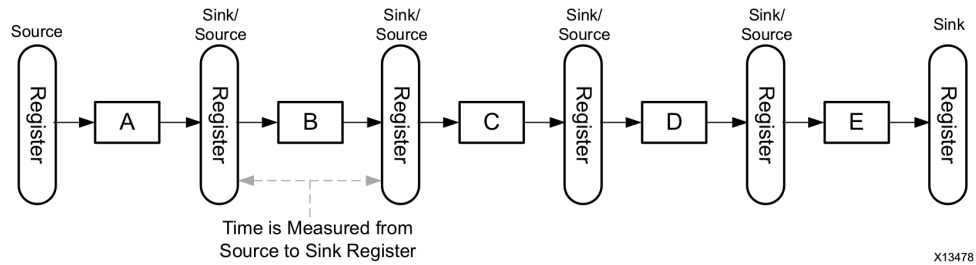 Source
Sink/
Source
Sink/
Source
Sink/
Source
Sink/
Source
Sink
Register
A
Register
B
Register
C
Register
D
Register
E
Register
Time is Measured from
Source to Sink Register
X13478